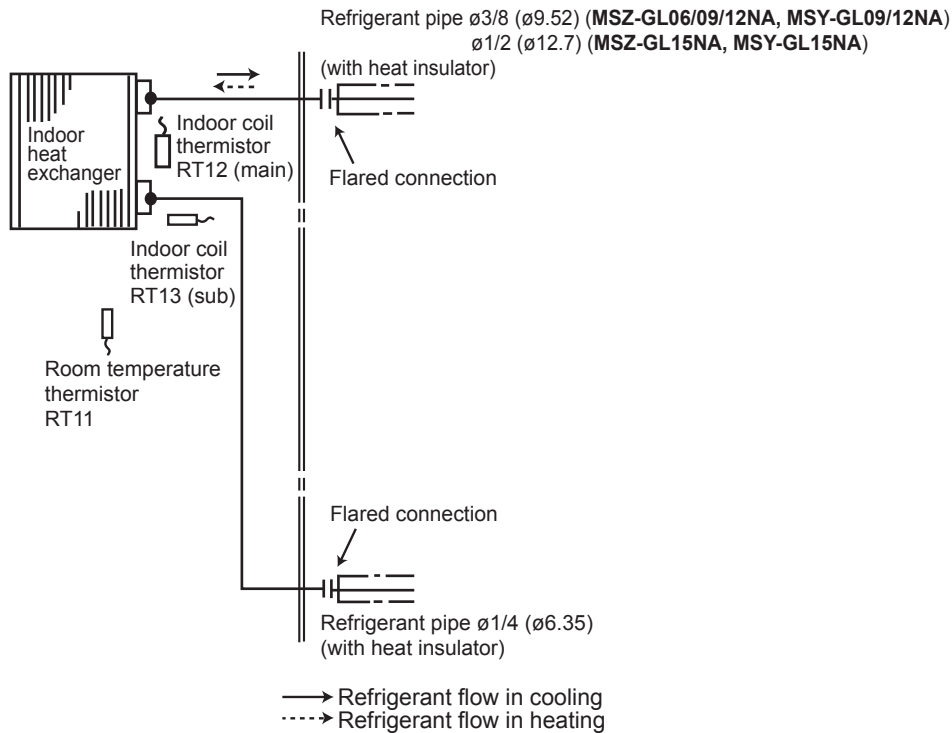 Refrigerant pipe ø3/8 (ø9.52) (MSZ-GL06/09/12NA, MSY-GL09/12NA)
ø1/2 (ø12.7) (MSZ-GL15NA, MSY-GL15NA)
(with heat insulator)
Indoor
heat
exchanger
Indoor coil
thermistor
RT12 (main)
Flared connection
Indoor coil
thermistor
RT13 (sub)
Room temperature
thermistor
RT11
Flared connection
Refrigerant pipe ø1/4 (ø6.35)
(with heat insulator)
Refrigerant flow in cooling
Refrigerant flow in heating